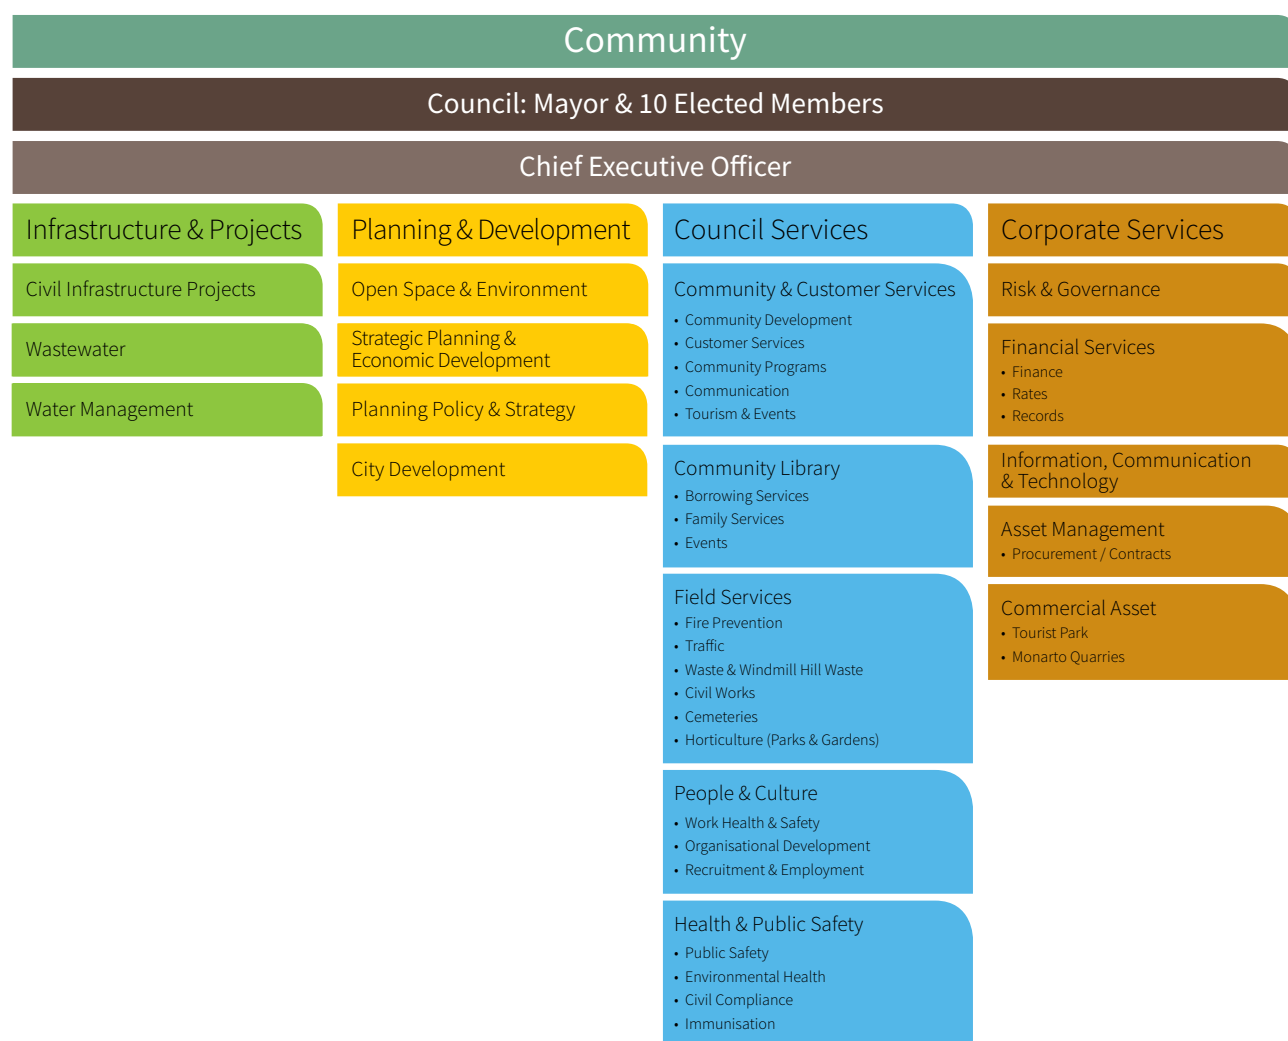 Community
Council: Mayor & 10 Elected Members
Chief Executive Officer
Infrastructure & Projects
Civil Infrastructure Projects
Wastewater
Water Management
Planning & Development
Open Space & Environment
Strategic Planning &
Economic Development
Planning Policy & Strategy
City Development
Council Services
Community & Customer Services
• Community Development
• Customer Services
• Community Programs
• Communication
• Tourism & Events
Community Library
• Borrowing Services
• Family Services
• Events
Field Services
• Fire Prevention
• Traffic
• Waste & Windmill Hill Waste
• Civil Works
• Cemeteries
• Horticulture (Parks & Gardens)
People & Culture
• Work Health & Safety
• Organisational Development
• Recruitment & Employment
Health & Public Safety
• Public Safety
• Environmental Health
• Civil Compliance
• Immunisation
Corporate Services
Risk & Governance
Financial Services
• Finance
• Rates
• Records
Information, Communication
& Technology
Asset Management
• Procurement / Contracts
Commercial Asset
• Tourist Park
• Monarto Quarries